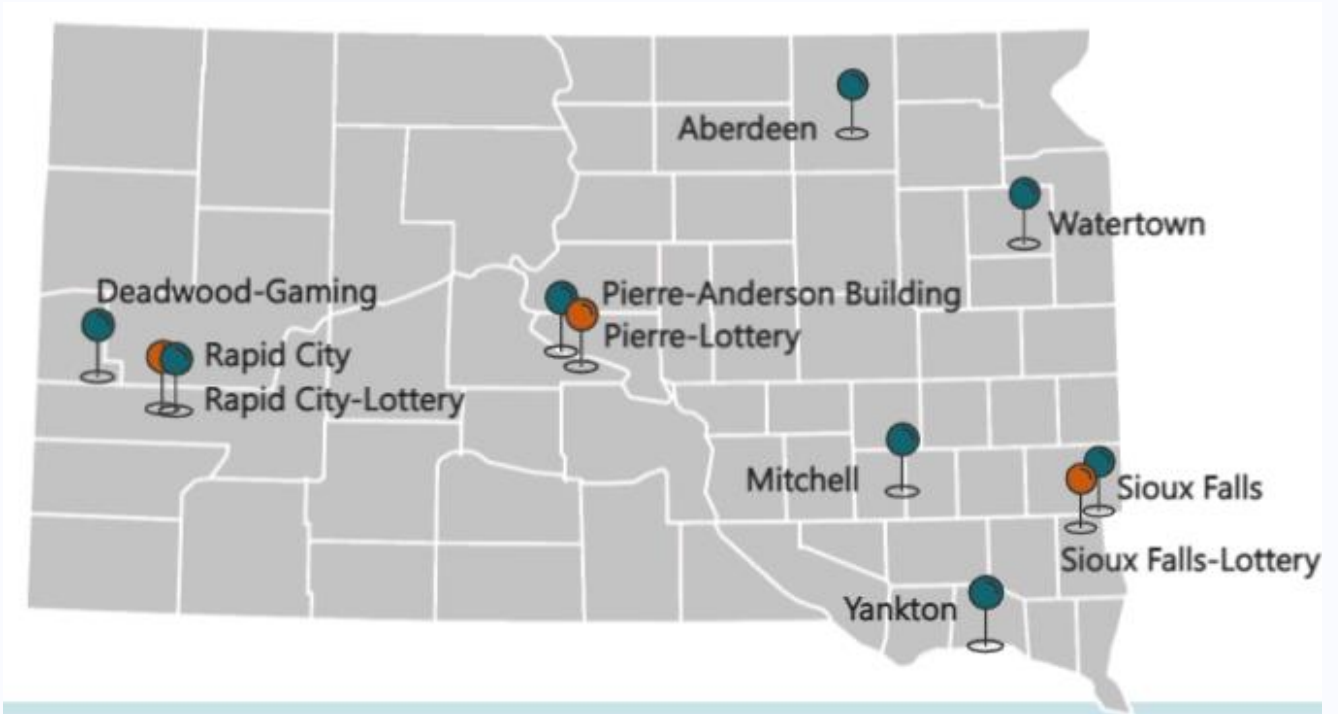 Aberdeen
Watertown
Deadwood-Gaming
Pierre-Anderson Building
Pierre-Lottery
Rapid City
Rapid City-Lottery
Mitchell
Sioux Falls
Sioux Falls-Lottery
Yankton